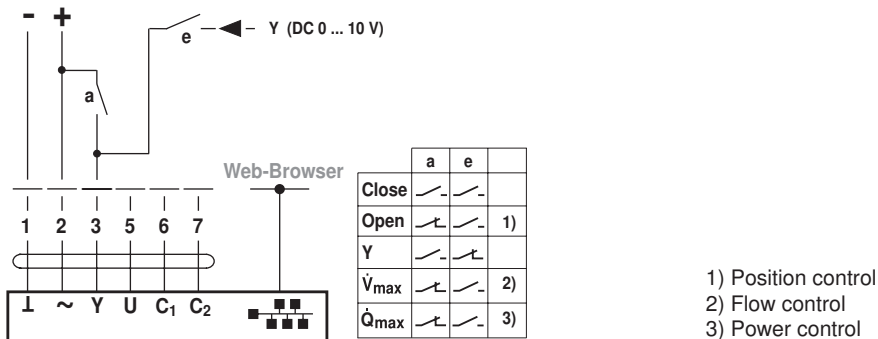 - +
e
Y (DC 0 ... 10 V)
a
Web-Browser
1 2 3 5 6 7
⊥ ~ Y U C1 C2
a e
Close
Open 1)
Y
V̇max 2)
Q̇max 3)
1) Position control
2) Flow control
3) Power control